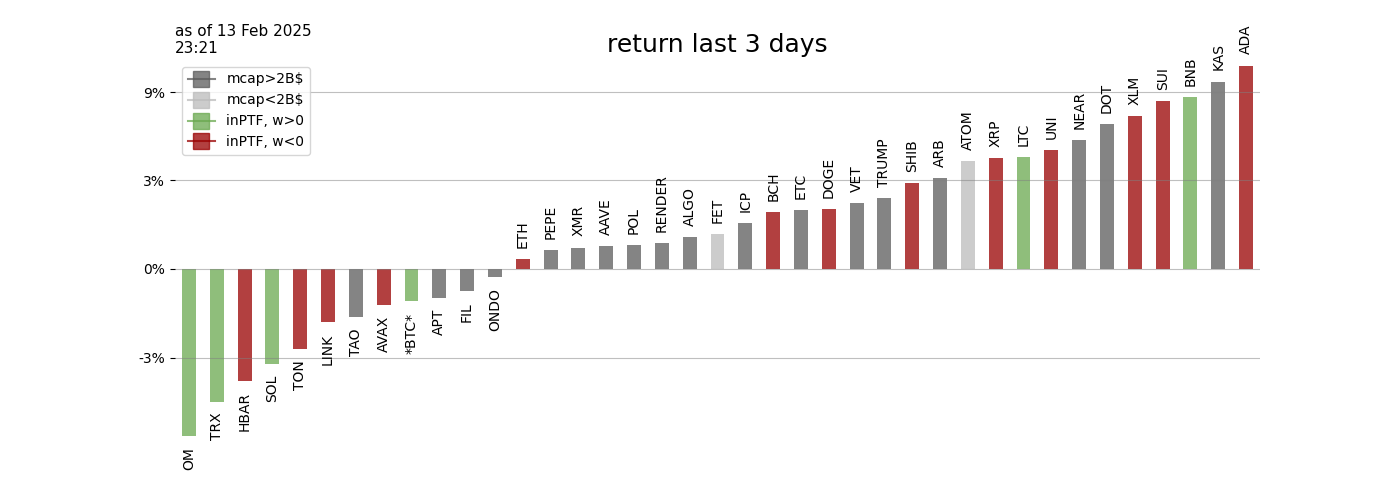 as of 13 Feb 2025
23:21
return last 3 days
mcap>2B$
mcap<2B$
inPTF, w>0
inPTF, w<0
9%
3%
0%
-3%
OM
TRX
HBAR
SOL
TON
LINK
TAO
AVAX
*BTC*
APT
FIL
ONDO
ETH
PEPE
XMR
AAVE
POL
RENDER
ALGO
FET
ICP
BCH
ETC
DOGE
VET
TRUMP
SHIB
ARB
ATOM
XRP
LTC
UNI
NEAR
DOT
XLM
SUI
BNB
KAS
ADA